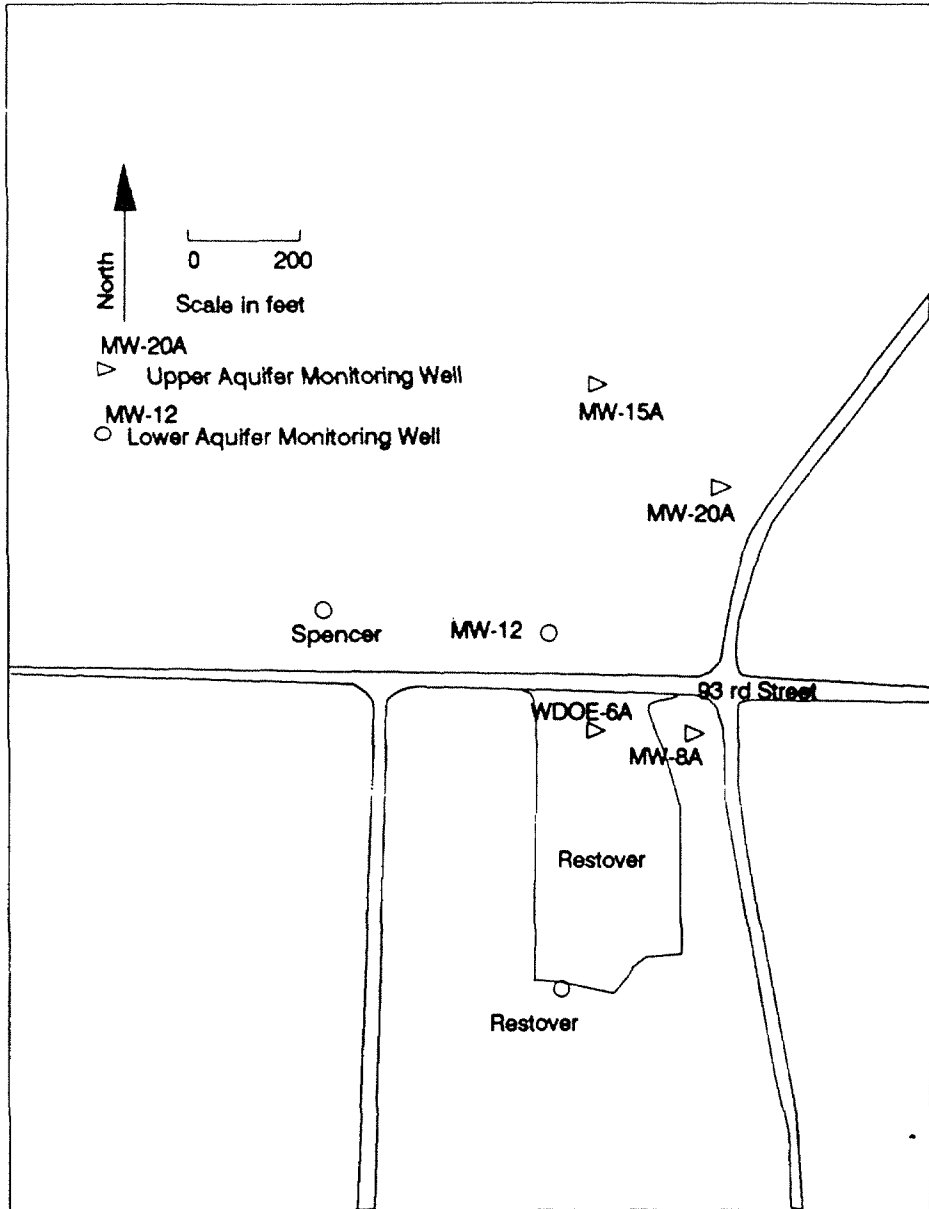 North
0 200
Scale in feet
MW-20A
Upper Aquifer Monitoring Well
MW-12
Lower Aquifer Monitoring Well
MW-15A
MW-20A
Spencer
MW-12
93 rd Street
WDOE-6A
MW-8A
Restover
Restover